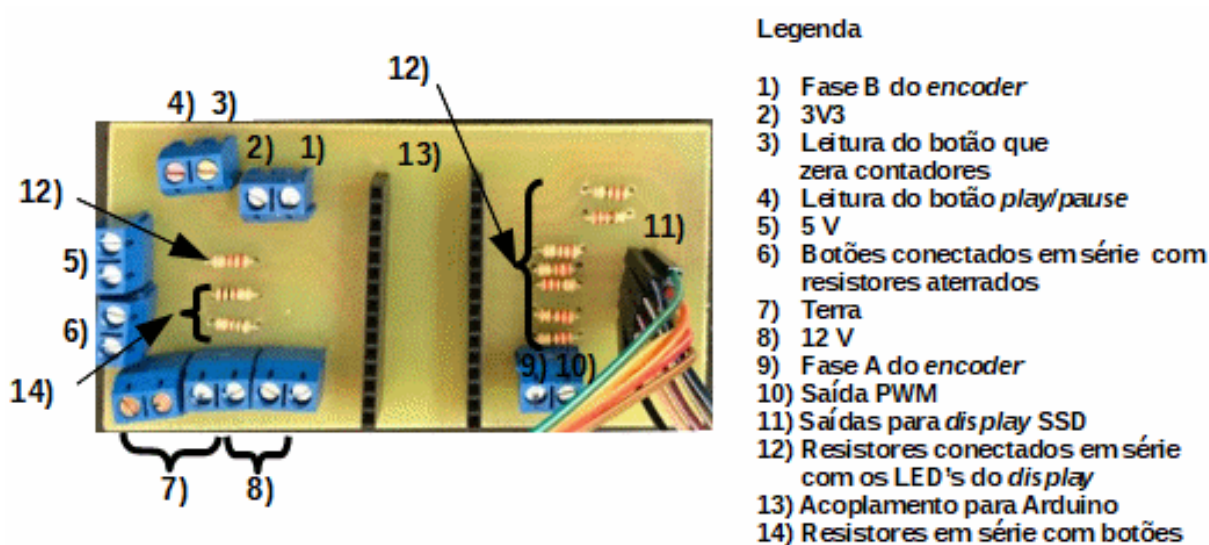 Legenda
12)
4) 3)
2) 1)
13)
12)
11)
5)
6)
9) 10)
14)
7)
8)
1) Fase B do encoder
2) 3V3
3) Leitura do botão que
zera contadores
4) Leitura do botão play/pause
5) 5 V
6) Botões conectados em série com
resistores aterrados
7) Terra
8) 12 V
9) Fase A do encoder
10) Saída PWM
11) Saídas para display SSD
12) Resistores conectados em série
com os LED's do display
13) Acoplamento para Arduino
14) Resistores em série com botões